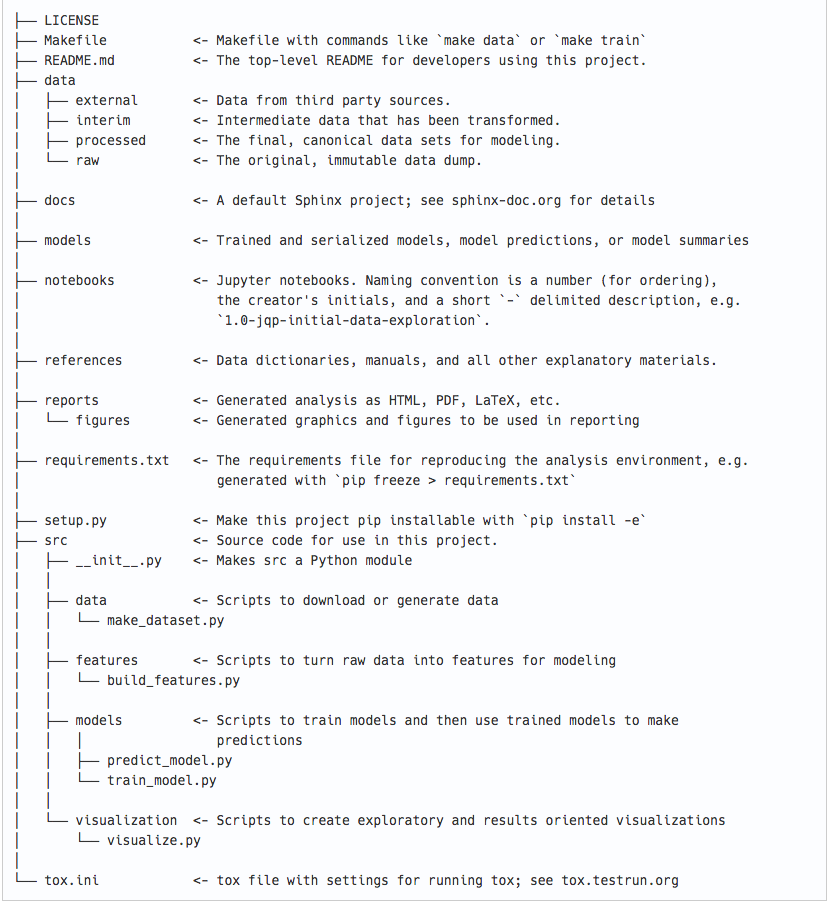 ├── LICENSE
├── Makefile           <- Makefile with commands like `make data` or `make train`
├── README.md          <- The top-level README for developers using this project.
├── data
│   ├── external       <- Data from third party sources.
│   ├── interim        <- Intermediate data that has been transformed.
│   ├── processed      <- The final, canonical data sets for modeling.
│   └── raw            <- The original, immutable data dump.
│
├── docs               <- A default Sphinx project; see sphinx-doc.org for details
│
├── models             <- Trained and serialized models, model predictions, or model summaries
│
├── notebooks          <- Jupyter notebooks. Naming convention is a number (for ordering),
│                         the creator's initials, and a short `-` delimited description, e.g.
│                         `1.0-jqp-initial-data-exploration`.
│
├── references         <- Data dictionaries, manuals, and all other explanatory materials.
│
├── reports            <- Generated analysis as HTML, PDF, LaTeX, etc.
│   └── figures        <- Generated graphics and figures to be used in reporting
│
├── requirements.txt   <- The requirements file for reproducing the analysis environment, e.g.
│                         generated with `pip freeze > requirements.txt`
│
├── setup.py           <- Make this project pip installable with `pip install -e`
├── src                <- Source code for use in this project.
│   ├── __init__.py    <- Makes src a Python module
│   │
│   ├── data           <- Scripts to download or generate data
│   │   └── make_dataset.py
│   │
│   ├── features       <- Scripts to turn raw data into features for modeling
│   │   └── build_features.py
│   │
│   ├── models         <- Scripts to train models and then use trained models to make
│   │   │                 predictions
│   │   ├── predict_model.py
│   │   └── train_model.py
│   │
│   └── visualization  <- Scripts to create exploratory and results oriented visualizations
│       └── visualize.py
│
└── tox.ini            <- tox file with settings for running tox; see tox.testrun.org